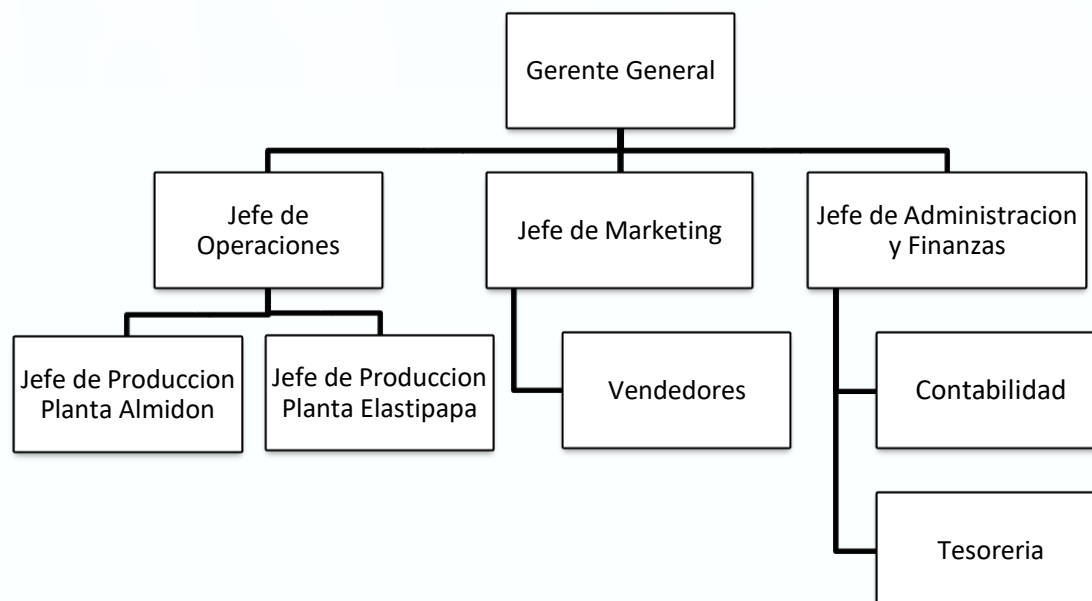 Gerente General
Jefe de
Operaciones
Jefe de Marketing
Jefe de Administracion
y Finanzas
Jefe de Produccion
Planta Almidon
Jefe de Produccion
Planta Elastipapa
Vendedores
Contabilidad
Tesoreria